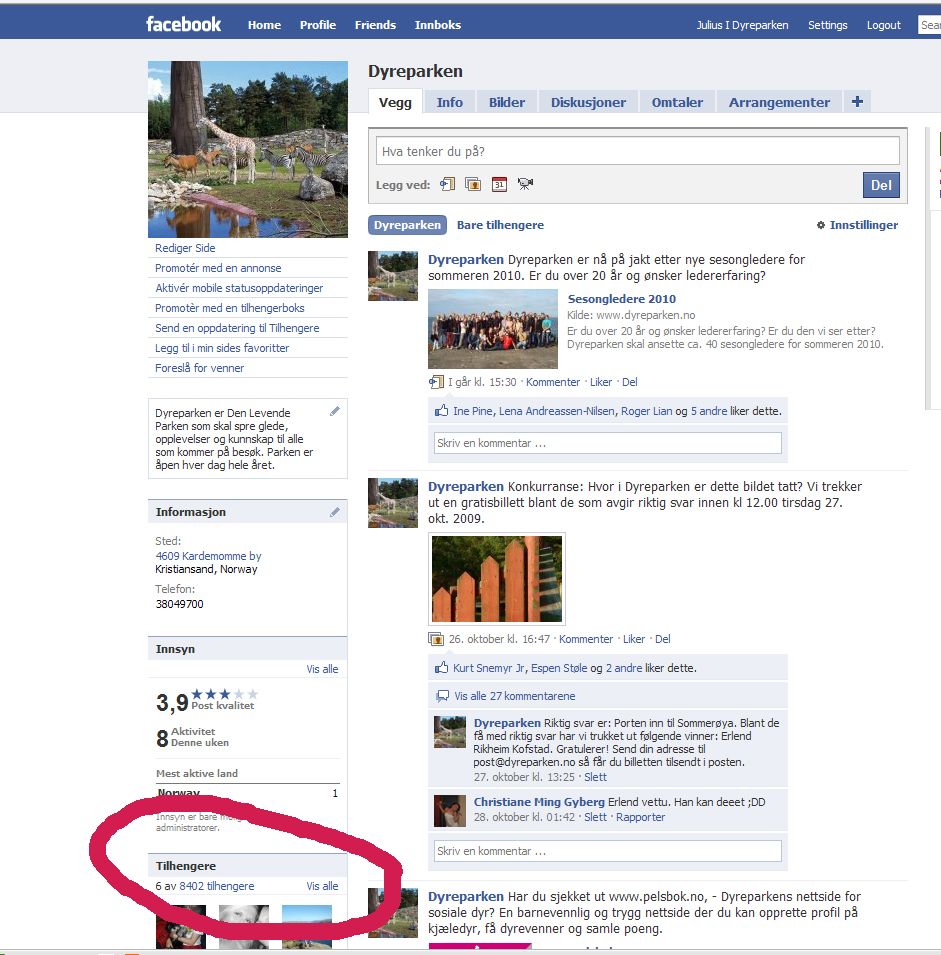 facebook Home Profile Friends Innboks Julius I Dyreparken Settings Logout Sea
Dyreparken
Vegg Info Bilder Diskusjoner Omtaler Arrangementer +
Hva tenker du på?
Legg ved: 31 Del
Dyreparken Bare tilhengere Innstillinger
Rediger Side
Promotér med en annonse
Aktivér mobile statusoppdateringer
Promotèr med en tilhengerboks
Send en oppdatering til Tilhengere
Legg til i min sides favoritter
Foreslå for venner
Dyreparken er Den Levende
Parken som skal spre glede,
opplevelser og kunnskap til alle
som kommer på besøk. Parken er
åpen hver dag hele året.
Informasjon
Sted:
4609 Kardemomme by
Kristiansand, Norway
Telefon:
38049700
Innsyn
Vis alle
3,9 Post kvalitet
8 Aktivitet
Denne uken
Mest aktive land
Norway 1
Innsyn er bare
administratorer.
Tilhengere
6 av 8402 tilhengere Vis alle
Dyreparken Dyreparken er nå på jakt etter nye sesongledere for
sommeren 2010. Er du over 20 år og ønsker ledererfaring?
Sesongledere 2010
Kilde: www.dyreparken.no
Er du over 20 år og ønsker ledererfaring? Er du den vi ser etter?
Dyreparken skal ansette ca. 40 sesongledere for sommeren 2010.
I går kl. 15:30 · Kommenter · Liker · Del
Ine Pine, Lena Andreassen-Nilsen, Roger Lian og 5 andre liker dette.
Skriv en kommentar ...
Dyreparken Konkurranse: Hvor i Dyreparken er dette bildet tatt? Vi trekker
ut en gratisbillett blant de som avgir riktig svar innen kl 12.00 tirsdag 27.
okt. 2009.
26. oktober kl. 16:47 · Kommenter · Liker · Del
Kurt Snemyr Jr, Espen Støle og 2 andre liker dette.
Vis alle 27 kommentarene
Dyreparken Riktig svar er: Porten inn til Sommerøya. Blant de
få med riktig svar har vi trukket ut følgende vinner: Erlend
Rikheim Kofstad. Gratulerer! Send din adresse til
post@dyreparken.no så får du billetten tilsendt i posten.
27. oktober kl. 13:25 · Slett
Christiane Ming Gyberg Erlend vettu. Han kan deeet ;DD
28. oktober kl. 01:42 · Slett · Rapporter
Skriv en kommentar ...
Dyreparken Har du sjekket ut www.pelsbok.no, - Dyreparkens nettside for
sosiale dyr? En barnevennlig og trygg nettside der du kan opprette profil på
kjæledyr, få dyrevenner og samle poeng.